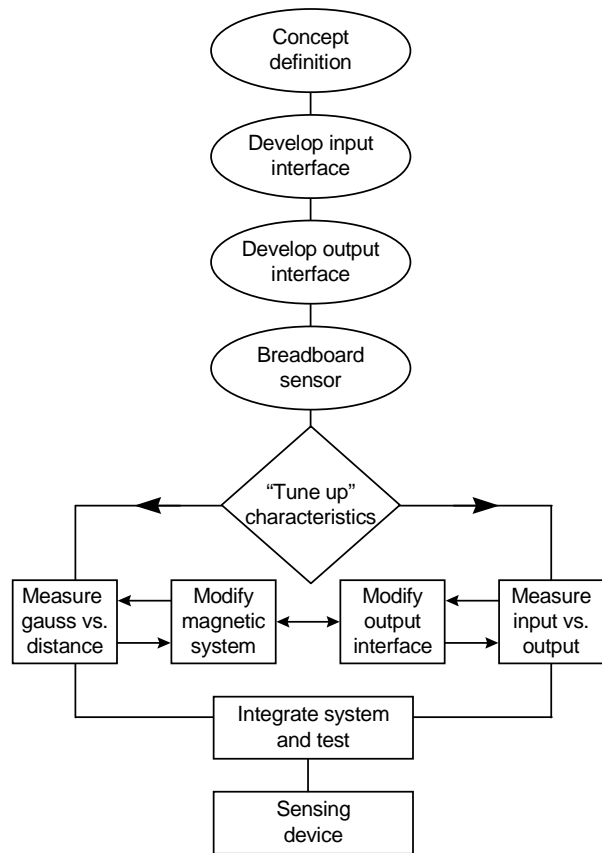 Concept
definition
Develop input
interface
Develop output
interface
Breadboard
sensor
“Tune up”
characteristics
Measure
gauss vs.
distance
Modify
magnetic
system
Modify
output
interface
Measure
input vs.
output
Integrate system
and test
Sensing
device